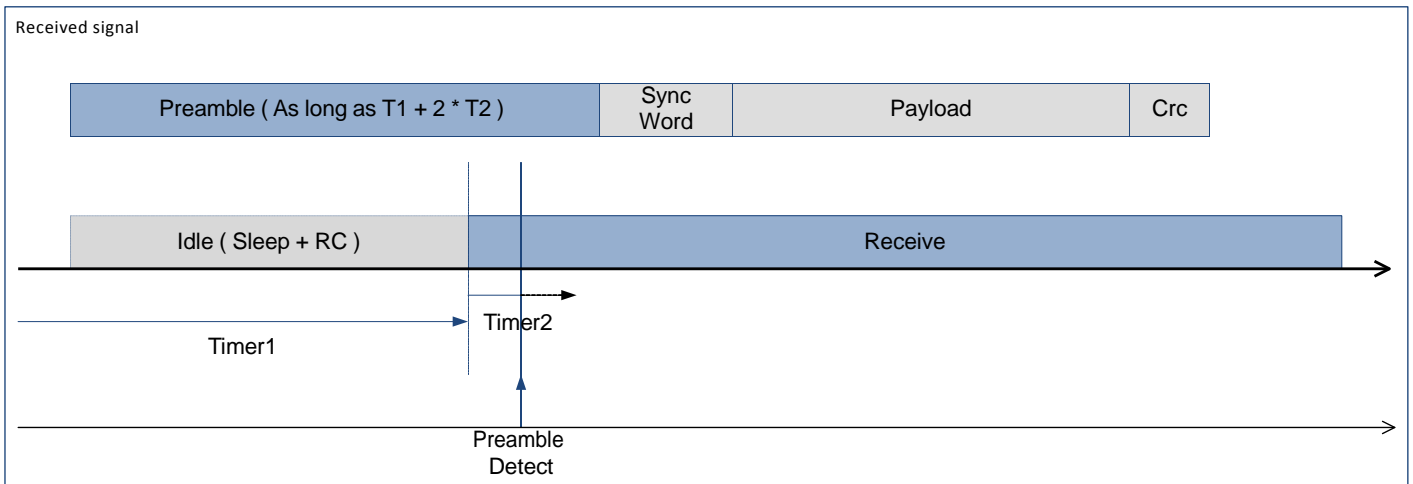 Received signal
Preamble ( As long as T1 + 2 * T2 )
Sync
Word
Payload
Crc
Idle ( Sleep + RC )
Receive
Timer2
Timer1
Preamble
Detect